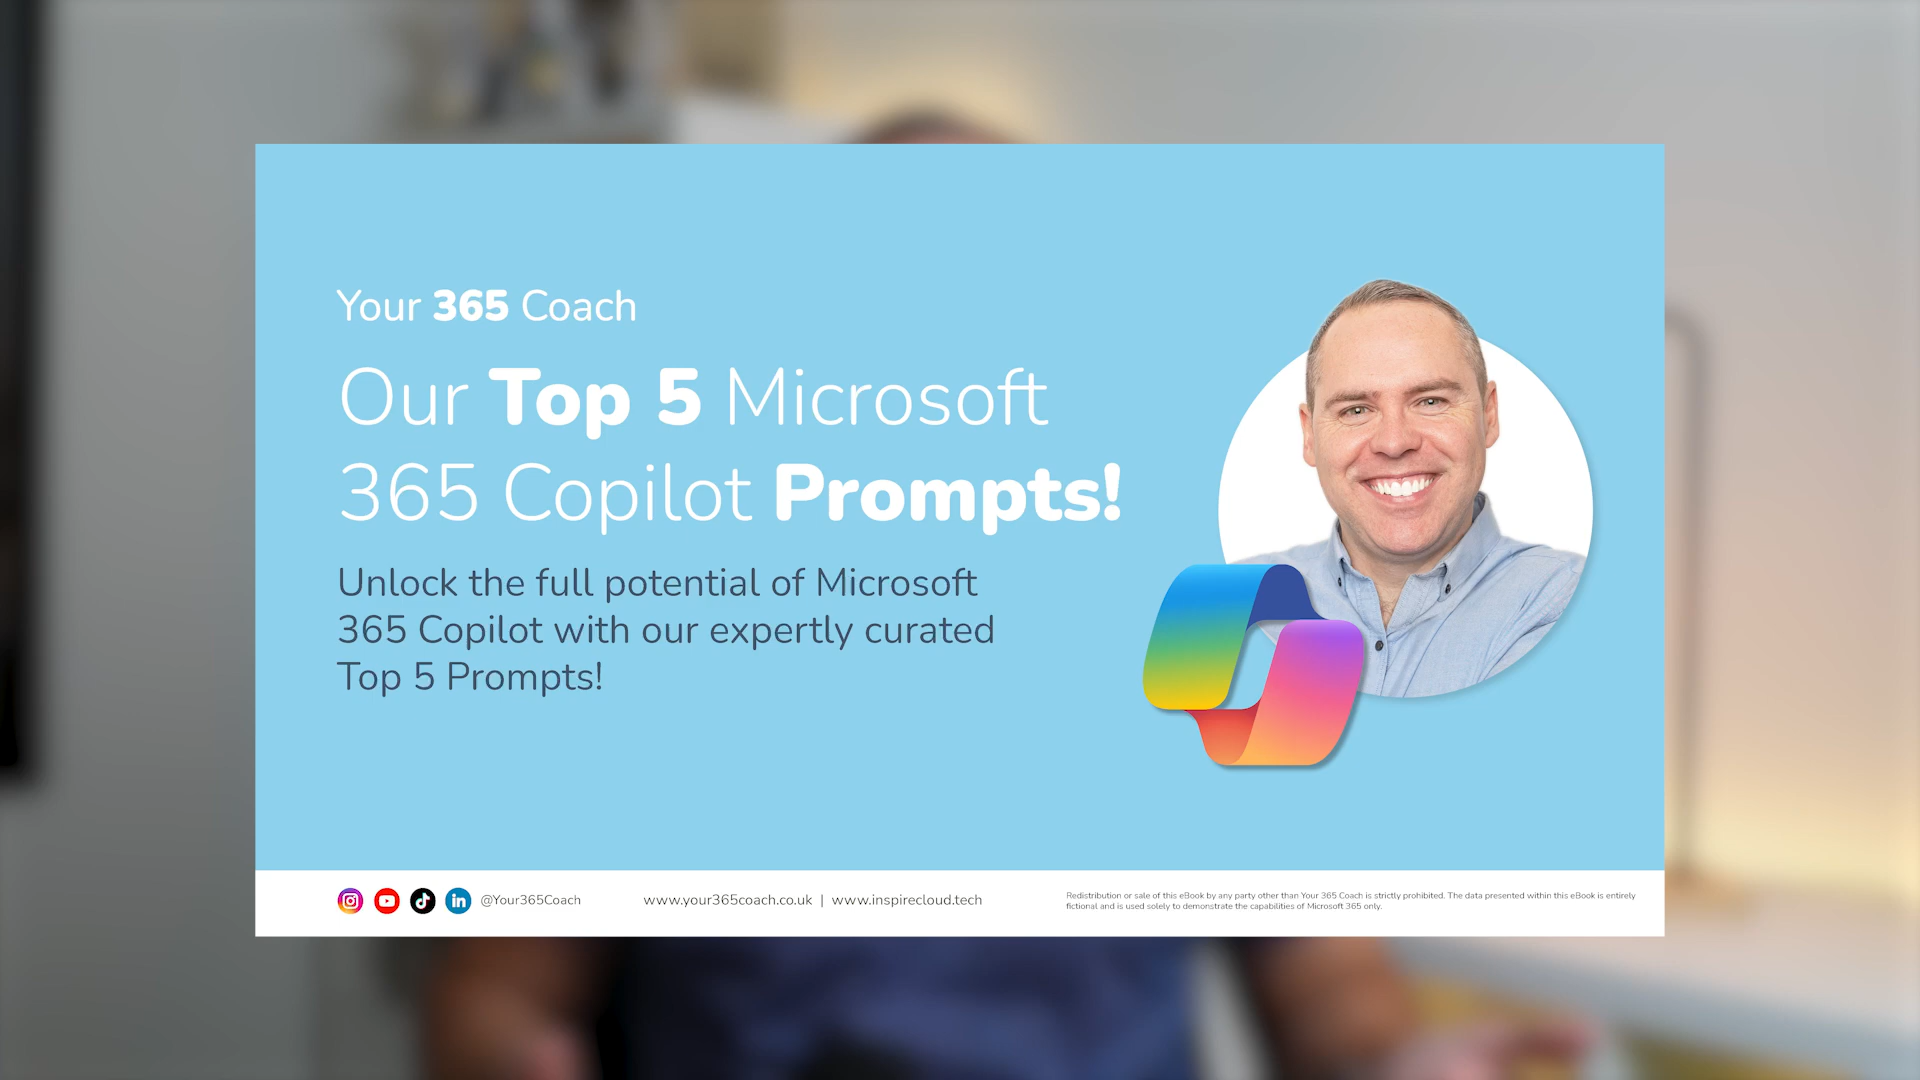 Your 365 Coach
Our Top 5 Microsoft
365 Copilot Prompts!
Unlock the full potential of Microsoft
365 Copilot with our expertly curated
Top 5 Prompts!
@Your365Coach
www.your365coach.co.uk | www.inspirecloud.tech
Redistribution or sale of this eBook by any party other than Your 365 Coach is strictly prohibited. The data presented within this eBook is entirely
fictional and is used solely to demonstrate the capabilities of Microsoft 365 only.